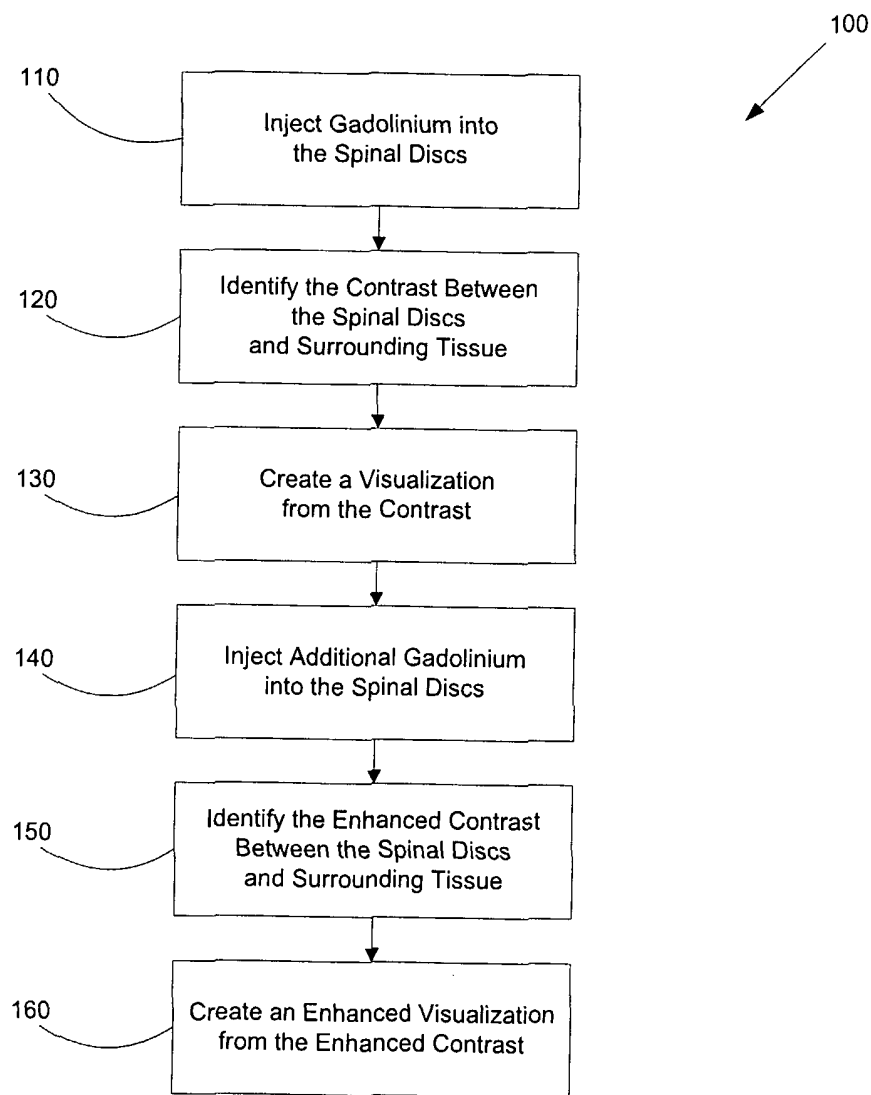 100
110
Inject Gadolinium into
the Spinal Discs
120
Identify the Contrast Between
the Spinal Discs
and Surrounding Tissue
130
Create a Visualization
from the Contrast
140
Inject Additional Gadolinium
into the Spinal Discs
150
Identify the Enhanced Contrast
Between the Spinal Discs
and Surrounding Tissue
160
Create an Enhanced Visualization
from the Enhanced Contrast